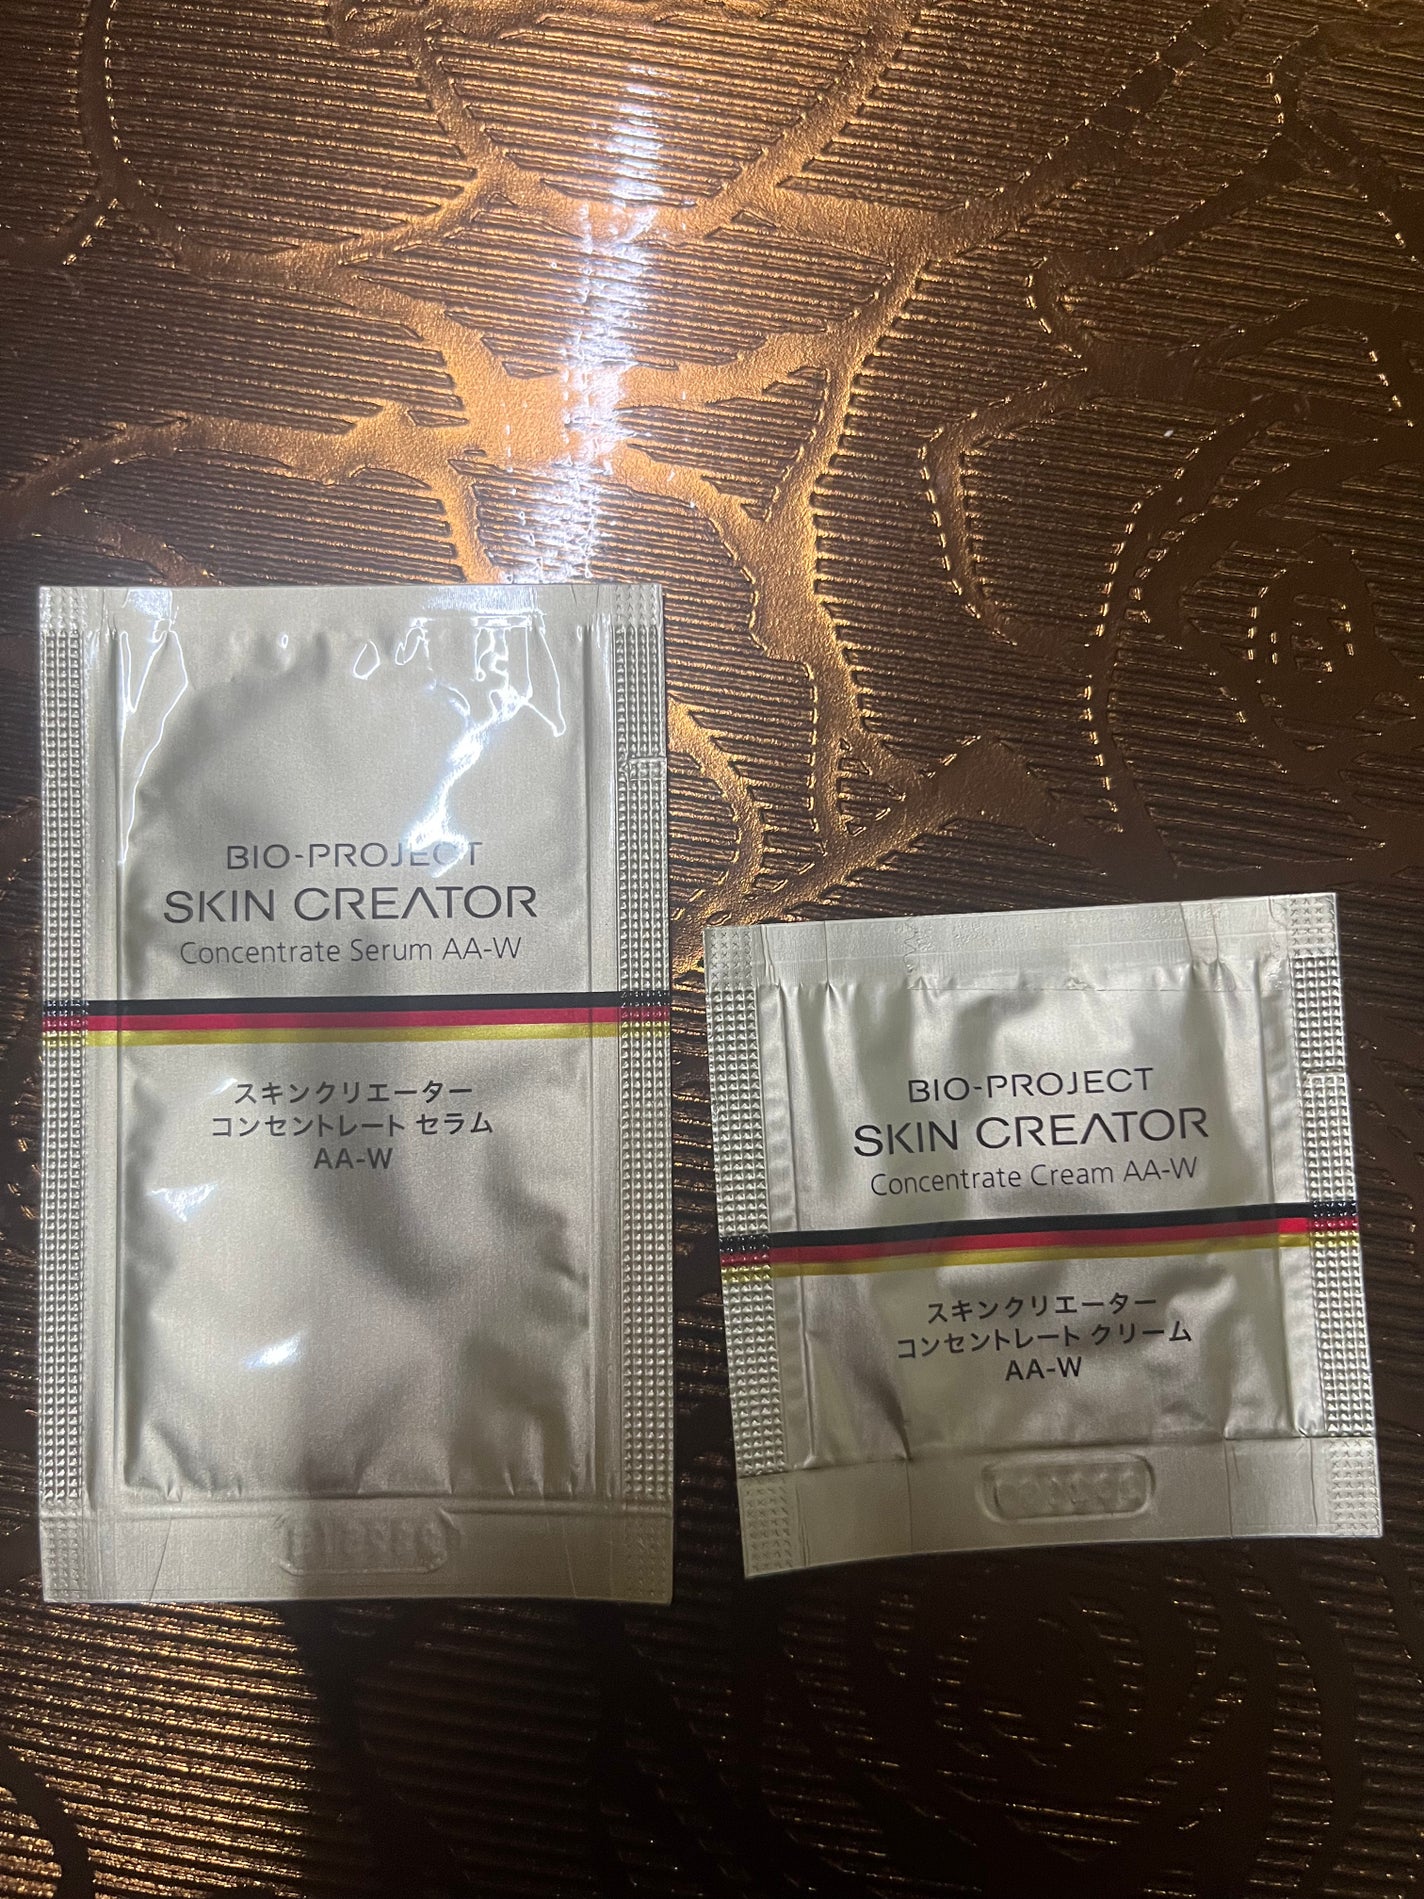 BIO-PROJECT
SKIN CREATOR
Concentrate Serum AA-W
スキンクリエーター
コンセントレート セラム
AA-W
BIO-PROJECT
SKIN CREATOR
Concentrate Cream AA-W
スキンクリエーター
コンセントレート クリーム
AA-W